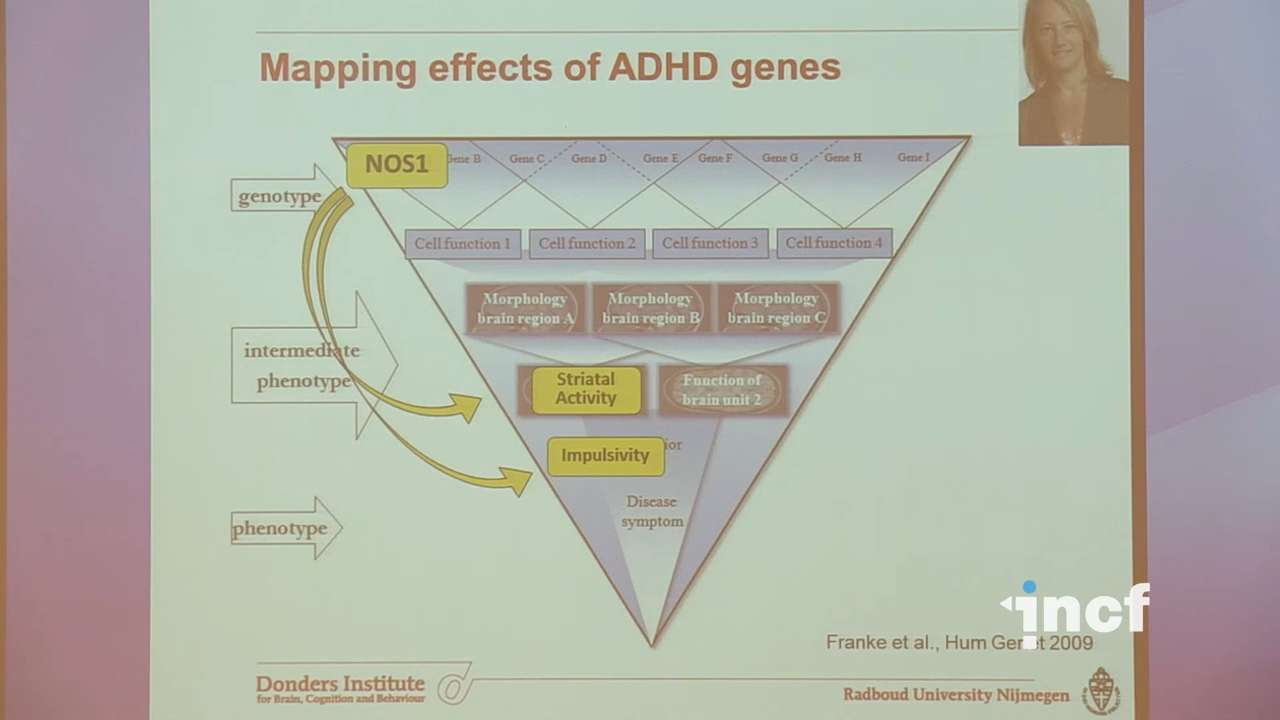 Mapping effects of ADHD genes
NOS1
Gene B
Gene C
Gene D
Gene E
Gene F
Gene G
Gene H
Gene I
genotype
Cell function 1
Cell function 2
Cell function 3
Cell function 4
Morphology
brain region A
Morphology
brain region B
Morphology
brain region C
intermediate
phenotype
Striatal
Activity
Function of
brain unit 2
Impulsivity
Disease
symptom
phenotype
incf
Franke et al., Hum Genet 2009
Donders Institute
for Brain, Cognition and Behaviour
Radboud University Nijmegen